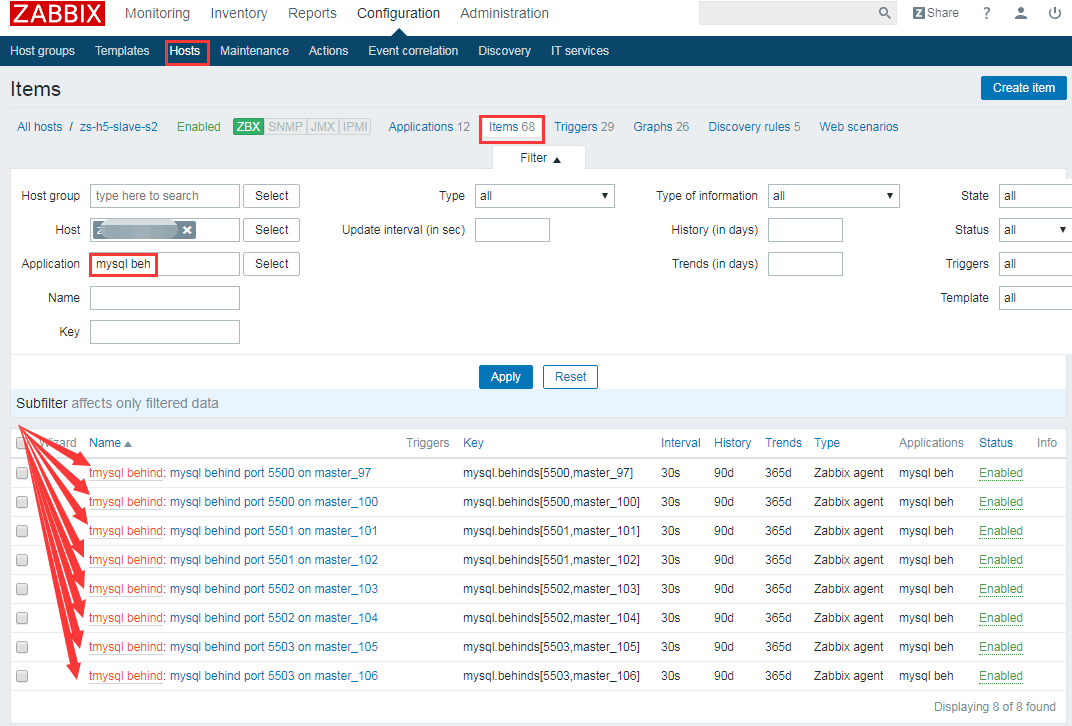 ZABBIX Monitoring Inventory Reports Configuration Administration Share ?
Host groups Templates Hosts Maintenance Actions Event correlation Discovery IT services
Items Create item
All hosts / zs-h5-slave-s2 Enabled ZBX SNMP JMX IPMI Applications 12 Items 68 Triggers 29 Graphs 26 Discovery rules 5 Web scenarios
Filter ▲
Host group type here to search Select Type all Type of information all State all
Host Select Update interval (in sec) History (in days) Status all
Application mysql beh Select Trends (in days) Triggers all
Name Template all
Key
Apply Reset
Subfilter affects only filtered data
Wizard Name Triggers Key Interval History Trends Type Applications Status Info
tmysql behind: mysql behind port 5500 on master_97 mysql.behinds[5500,master_97] 30s 90d 365d Zabbix agent mysql beh Enabled
tmysql behind: mysql behind port 5500 on master_100 mysql.behinds[5500,master_100] 30s 90d 365d Zabbix agent mysql beh Enabled
tmysql behind: mysql behind port 5501 on master_101 mysql.behinds[5501,master_101] 30s 90d 365d Zabbix agent mysql beh Enabled
tmysql behind: mysql behind port 5501 on master_102 mysql.behinds[5501,master_102] 30s 90d 365d Zabbix agent mysql beh Enabled
tmysql behind: mysql behind port 5502 on master_103 mysql.behinds[5502,master_103] 30s 90d 365d Zabbix agent mysql beh Enabled
tmysql behind: mysql behind port 5502 on master_104 mysql.behinds[5502,master_104] 30s 90d 365d Zabbix agent mysql beh Enabled
tmysql behind: mysql behind port 5503 on master_105 mysql.behinds[5503,master_105] 30s 90d 365d Zabbix agent mysql beh Enabled
tmysql behind: mysql behind port 5503 on master_106 mysql.behinds[5503,master_106] 30s 90d 365d Zabbix agent mysql beh Enabled
Displaying 8 of 8 found